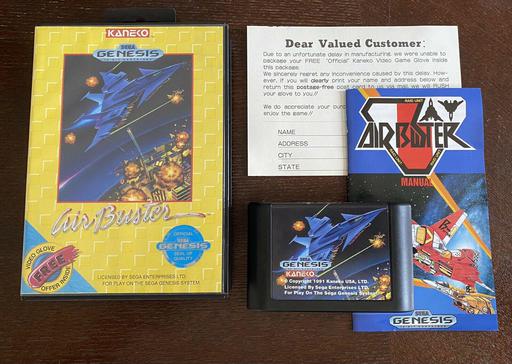 KANEKO
SEGA
GENESIS
Air Buster
VIDEO GLOVE
FREE
OFFER INSIDE
OFFICIAL
SEGA
GENESIS
SEAL OF
QUALITY
LICENSED BY SEGA ENTERPRISES LTD.
FOR PLAY ON THE SEGA GENESIS SYSTEM.
Dear Valued Customer:
Due to an unfortunate delay in manufacturing, we were unable to
package your FREE "Official" Kaneko Video Game Glove inside
this package.
We sincerely regret any inconvenience caused by this delay. How-
ever, if you will clearly print your name and address below and
return this postage-free post card to us via mail we will RUSH
your glove to you//
We do appreciate your
enjoy the game//
NAME
ADDRESS
CITY
STATE
AIR BUSTER
MANUAL
SEGA
GENESIS
SEGA
GENESIS
KANEKO
© Copyright 1991 Kaneko USA, LTD.
Licensed By Sega Enterprises Ltd.
For Play On The Sega Genesis System